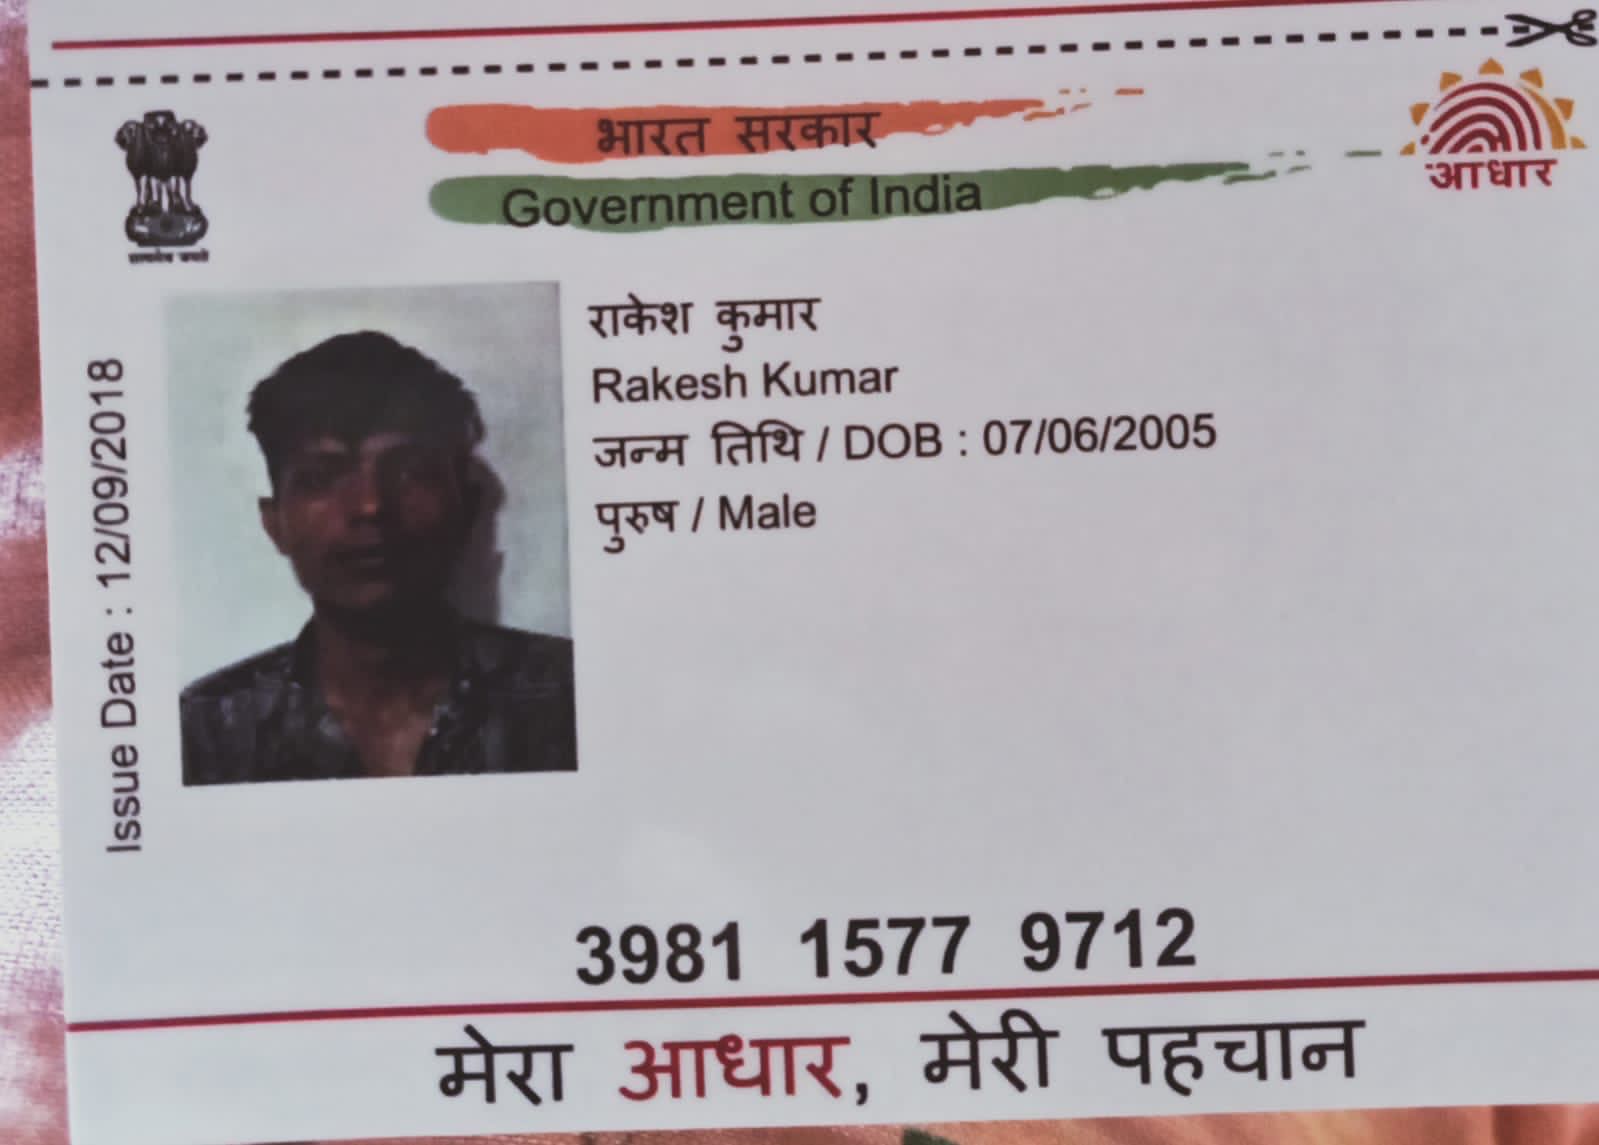 भारत सरकार
Government of India
आधार
सत्यमेव जयते
Issue Date : 12/09/2018
राकेश कुमार
Rakesh Kumar
जन्म तिथि / DOB : 07/06/2005
पुरुष / Male
3981 1577 9712
मेरा आधार, मेरी पहचान